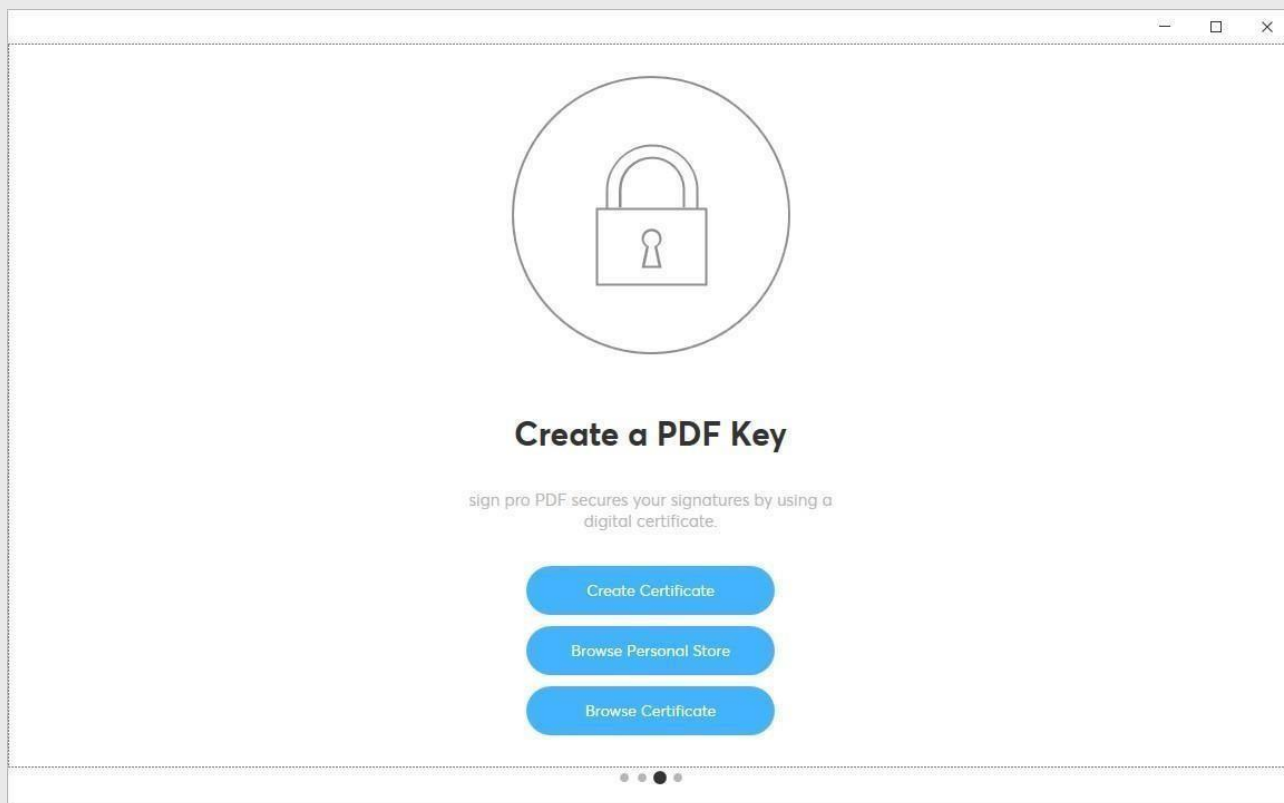 Create a PDF Key
sign pro PDF secures your signatures by using a
digital certificate.
Create Certificate
Browse Personal Store
Browse Certificate